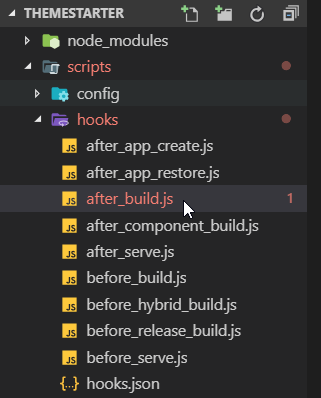 THEMESTARTER
node_modules
scripts
config
hooks
JS after_app_create.js
JS after_app_restore.js
JS after_build.js 1
JS after_component_build.js
JS after_serve.js
JS before_build.js
JS before_hybrid_build.js
JS before_release_build.js
JS before_serve.js
{..} hooks.json